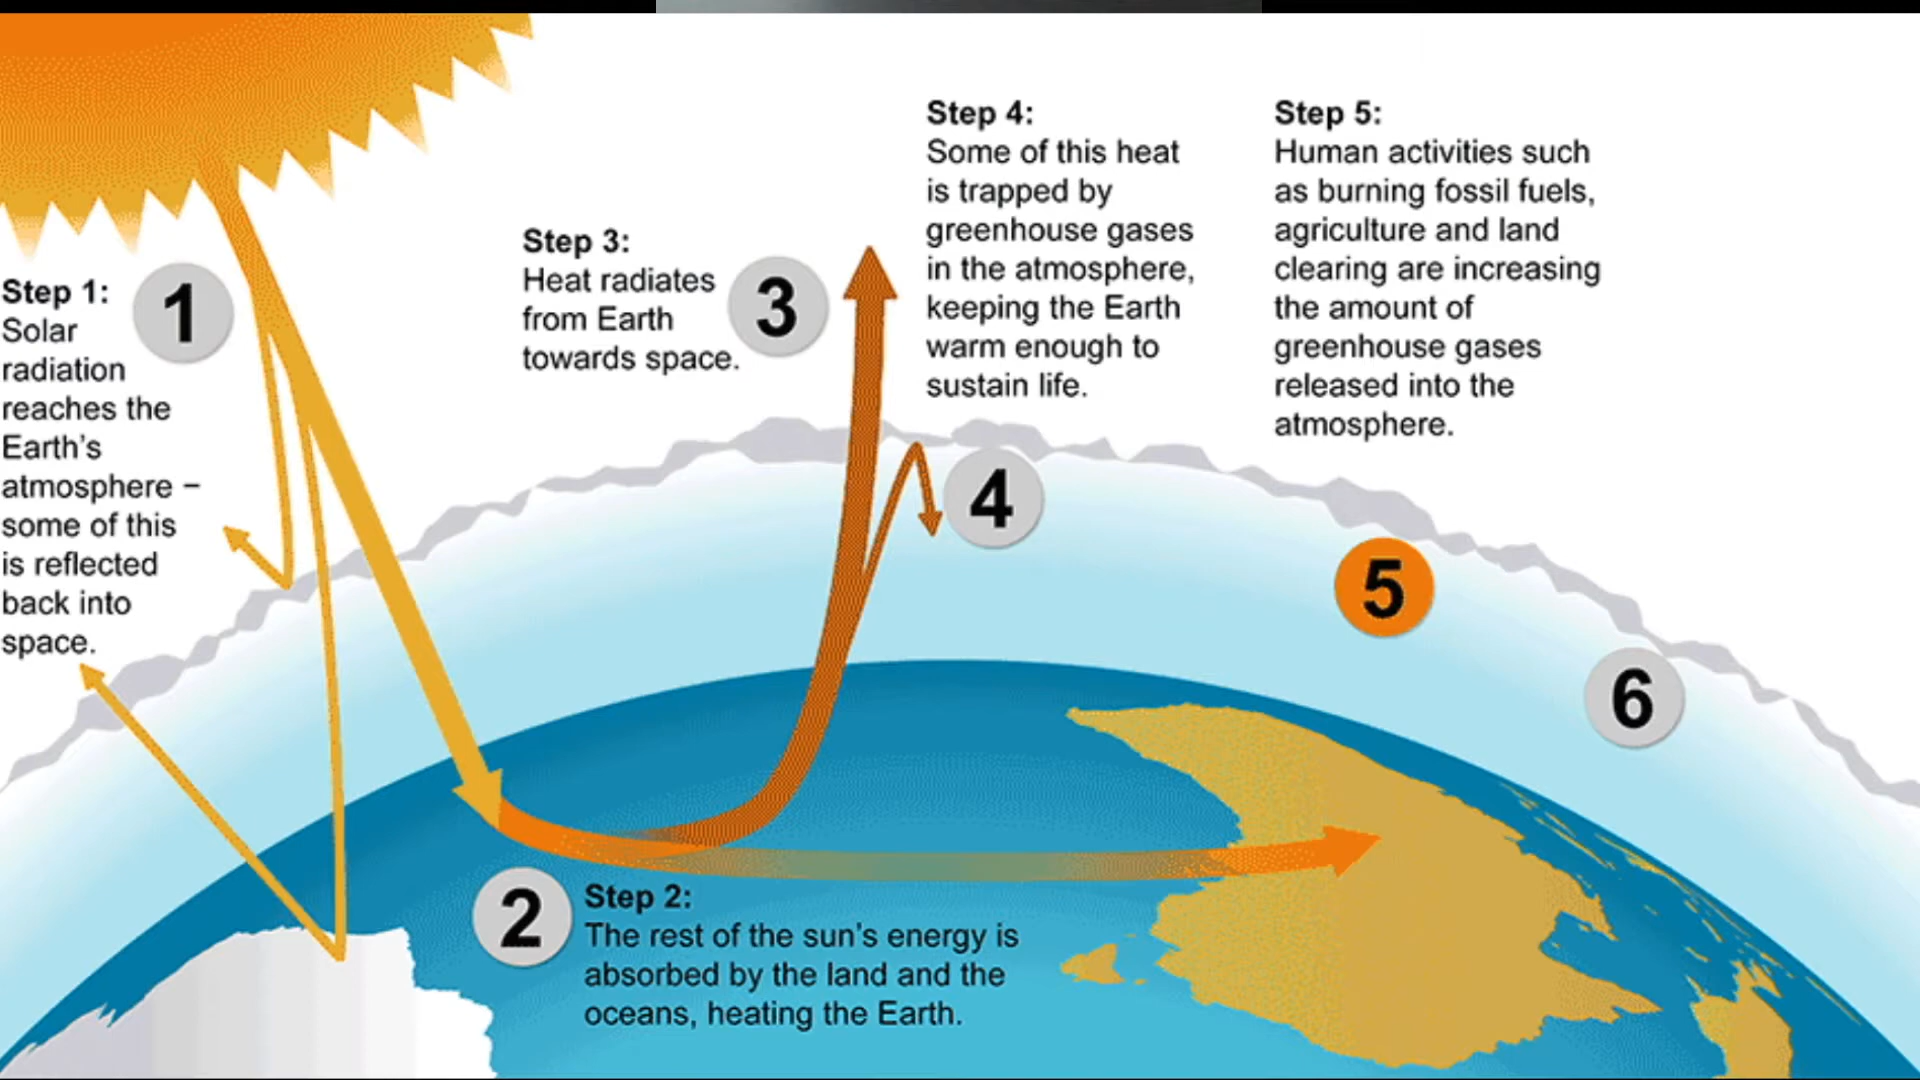 Step 1:
Solar
radiation
reaches the
Earth's
atmosphere –
some of this
is reflected
back into
space.
1
Step 3:
Heat radiates
from Earth
towards space.
3
Step 4:
Some of this heat
is trapped by
greenhouse gases
in the atmosphere,
keeping the Earth
warm enough to
sustain life.
4
Step 5:
Human activities such
as burning fossil fuels,
agriculture and land
clearing are increasing
the amount of
greenhouse gases
released into the
atmosphere.
5
6
2
Step 2:
The rest of the sun's energy is
absorbed by the land and the
oceans, heating the Earth.